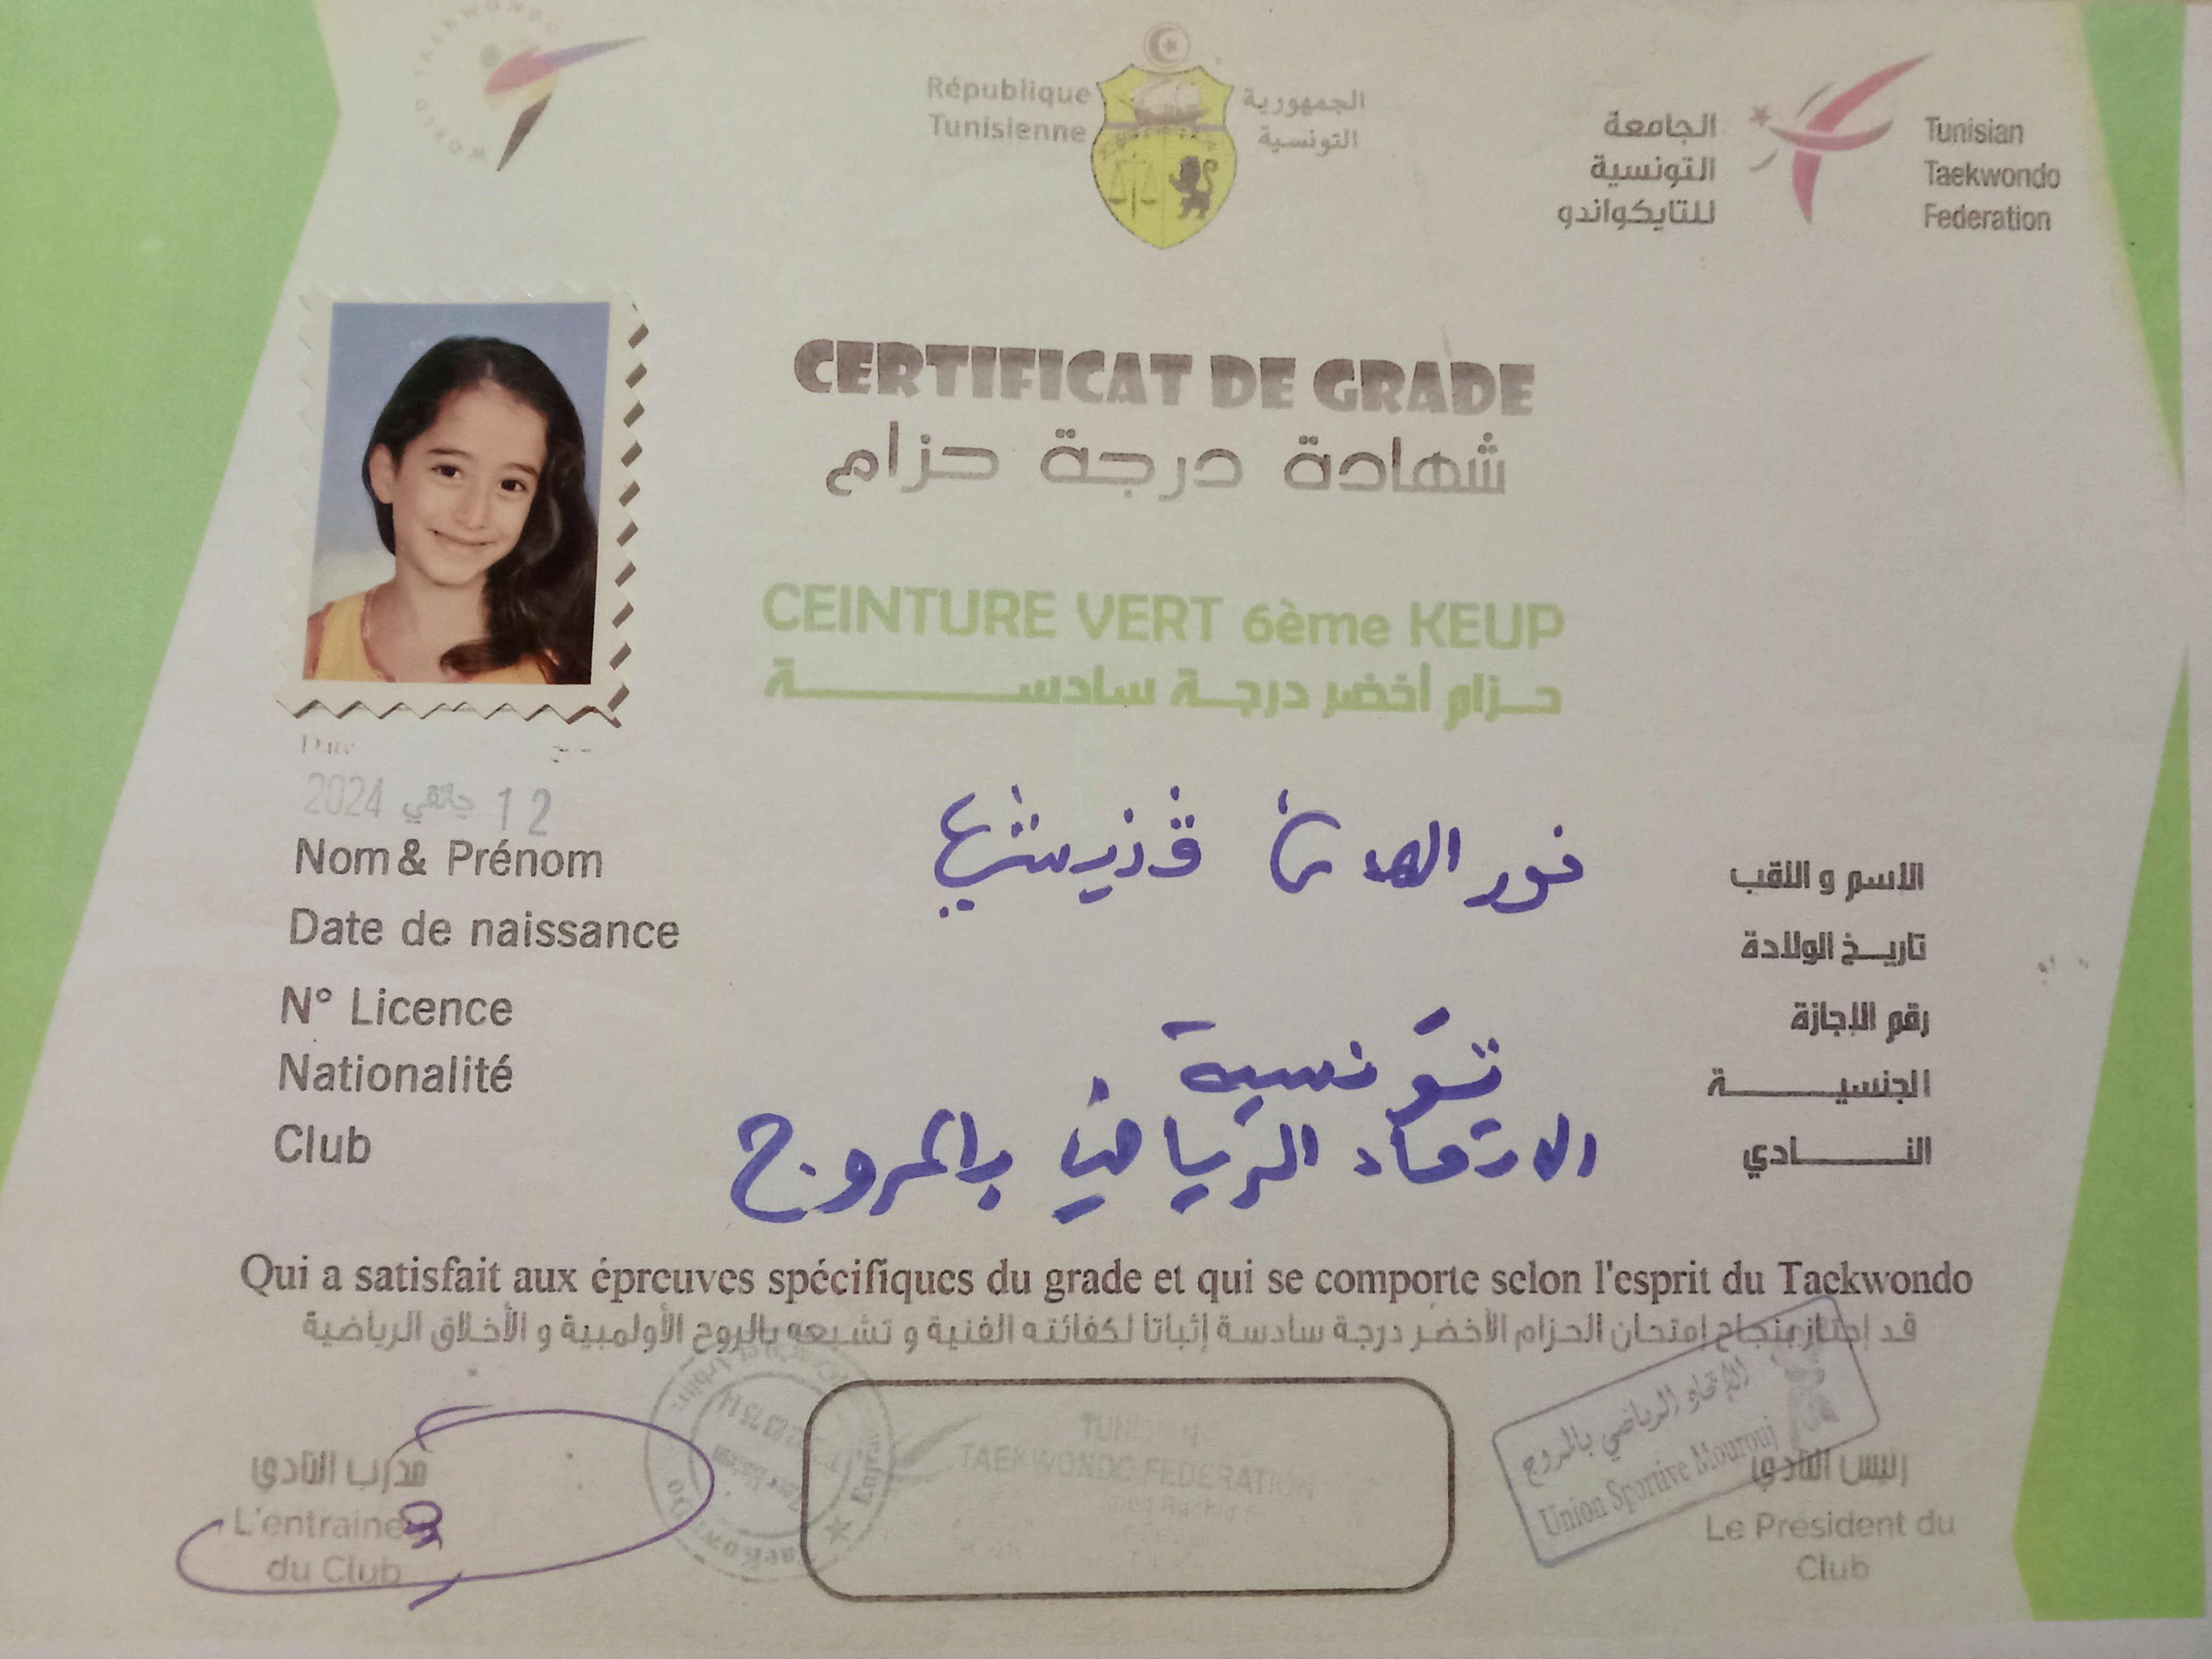 WORLD TAEKWONDO
République
Tunisienne
الجمهورية
التونسية
الجامعة
التونسية
للتايكواندو
Tunisian
Taekwondo
Federation
CERTIFICAT DE GRADE
شهادة درجة حزام
CEINTURE VERT 6ème KEUP
حزام أخضر درجة سادسة
Date
12 جانفي 2024
Nom & Prénom نور الهدى الاسم و اللقب
Date de naissance تاريخ الولادة
N° Licence رقم الإجازة
Nationalité تونسية الجنسية
Club الاتحاد الرياضي بالمروج النادي
Qui a satisfait aux épreuves spécifiques du grade et qui se comporte selon l'esprit du Taekwondo
قد إجتاز بنجاح إمتحان الحزام الأخضر درجة سادسة إثباتا لكفائته الفنية و تشبعه بالروح الأولمبية و الأخلاق الرياضية
مدرب النادي
L'entraineur
du Club
TUNISIAN
TAEKWONDO FEDERATION
الإتحاد الرياضي بالمروج
Union Sportive Mourouj
رئيس النادي
Le Président du
Club